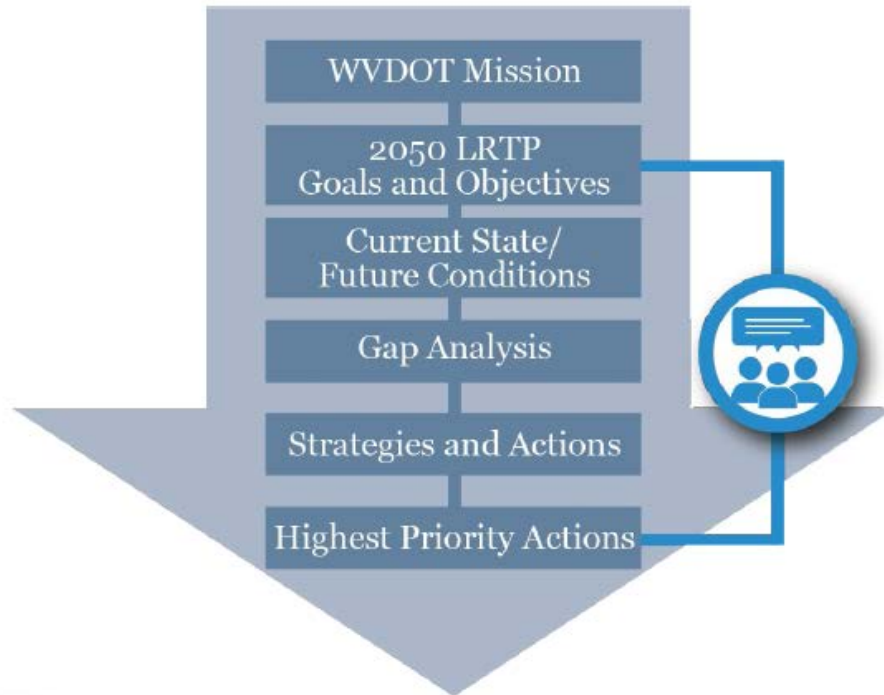 WVDOT Mission
2050 LRTP
Goals and Objectives
Current State/
Future Conditions
Gap Analysis
Strategies and Actions
Highest Priority Actions